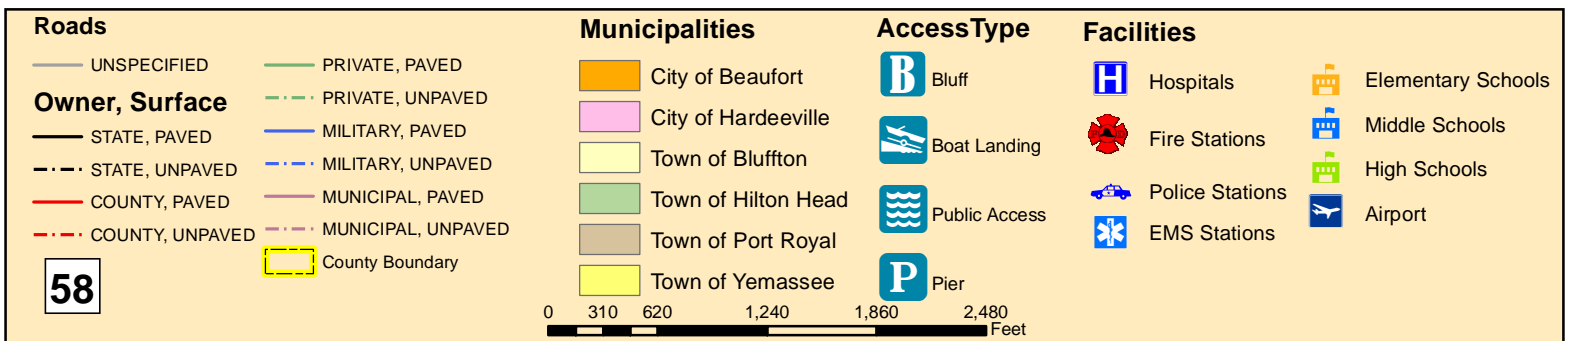 Roads
UNSPECIFIED
Owner, Surface
STATE, PAVED
STATE, UNPAVED
COUNTY, PAVED
COUNTY, UNPAVED
58
PRIVATE, PAVED
PRIVATE, UNPAVED
MILITARY, PAVED
MILITARY, UNPAVED
MUNICIPAL, PAVED
MUNICIPAL, UNPAVED
County Boundary
Municipalities
City of Beaufort
City of Hardeeville
Town of Bluffton
Town of Hilton Head
Town of Port Royal
Town of Yemassee
AccessType
B Bluff
Boat Landing
Public Access
P Pier
Facilities
H Hospitals
Fire Stations
Police Stations
EMS Stations
Elementary Schools
Middle Schools
High Schools
Airport
0 310 620 1,240 1,860 2,480
Feet